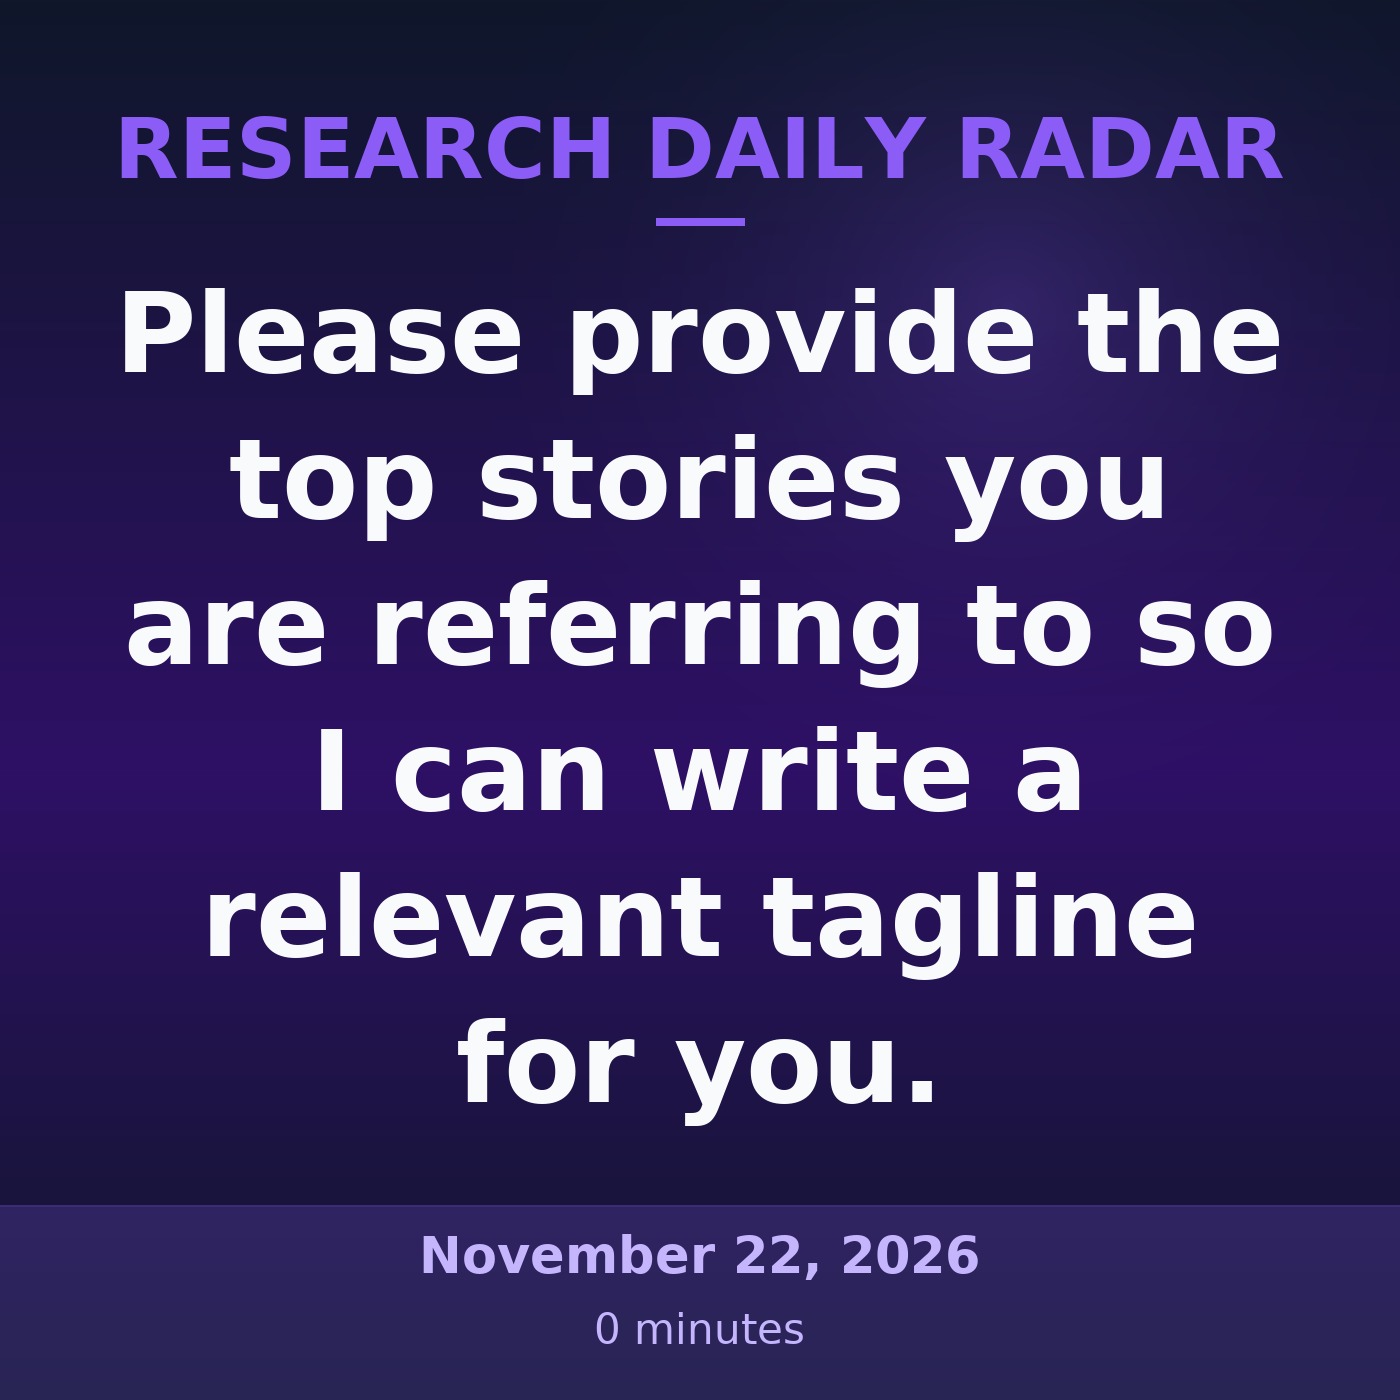 RESEARCH DAILY RADAR
Please provide the
top stories you
are referring to so
I can write a
relevant tagline
for you.
November 22, 2026
0 minutes